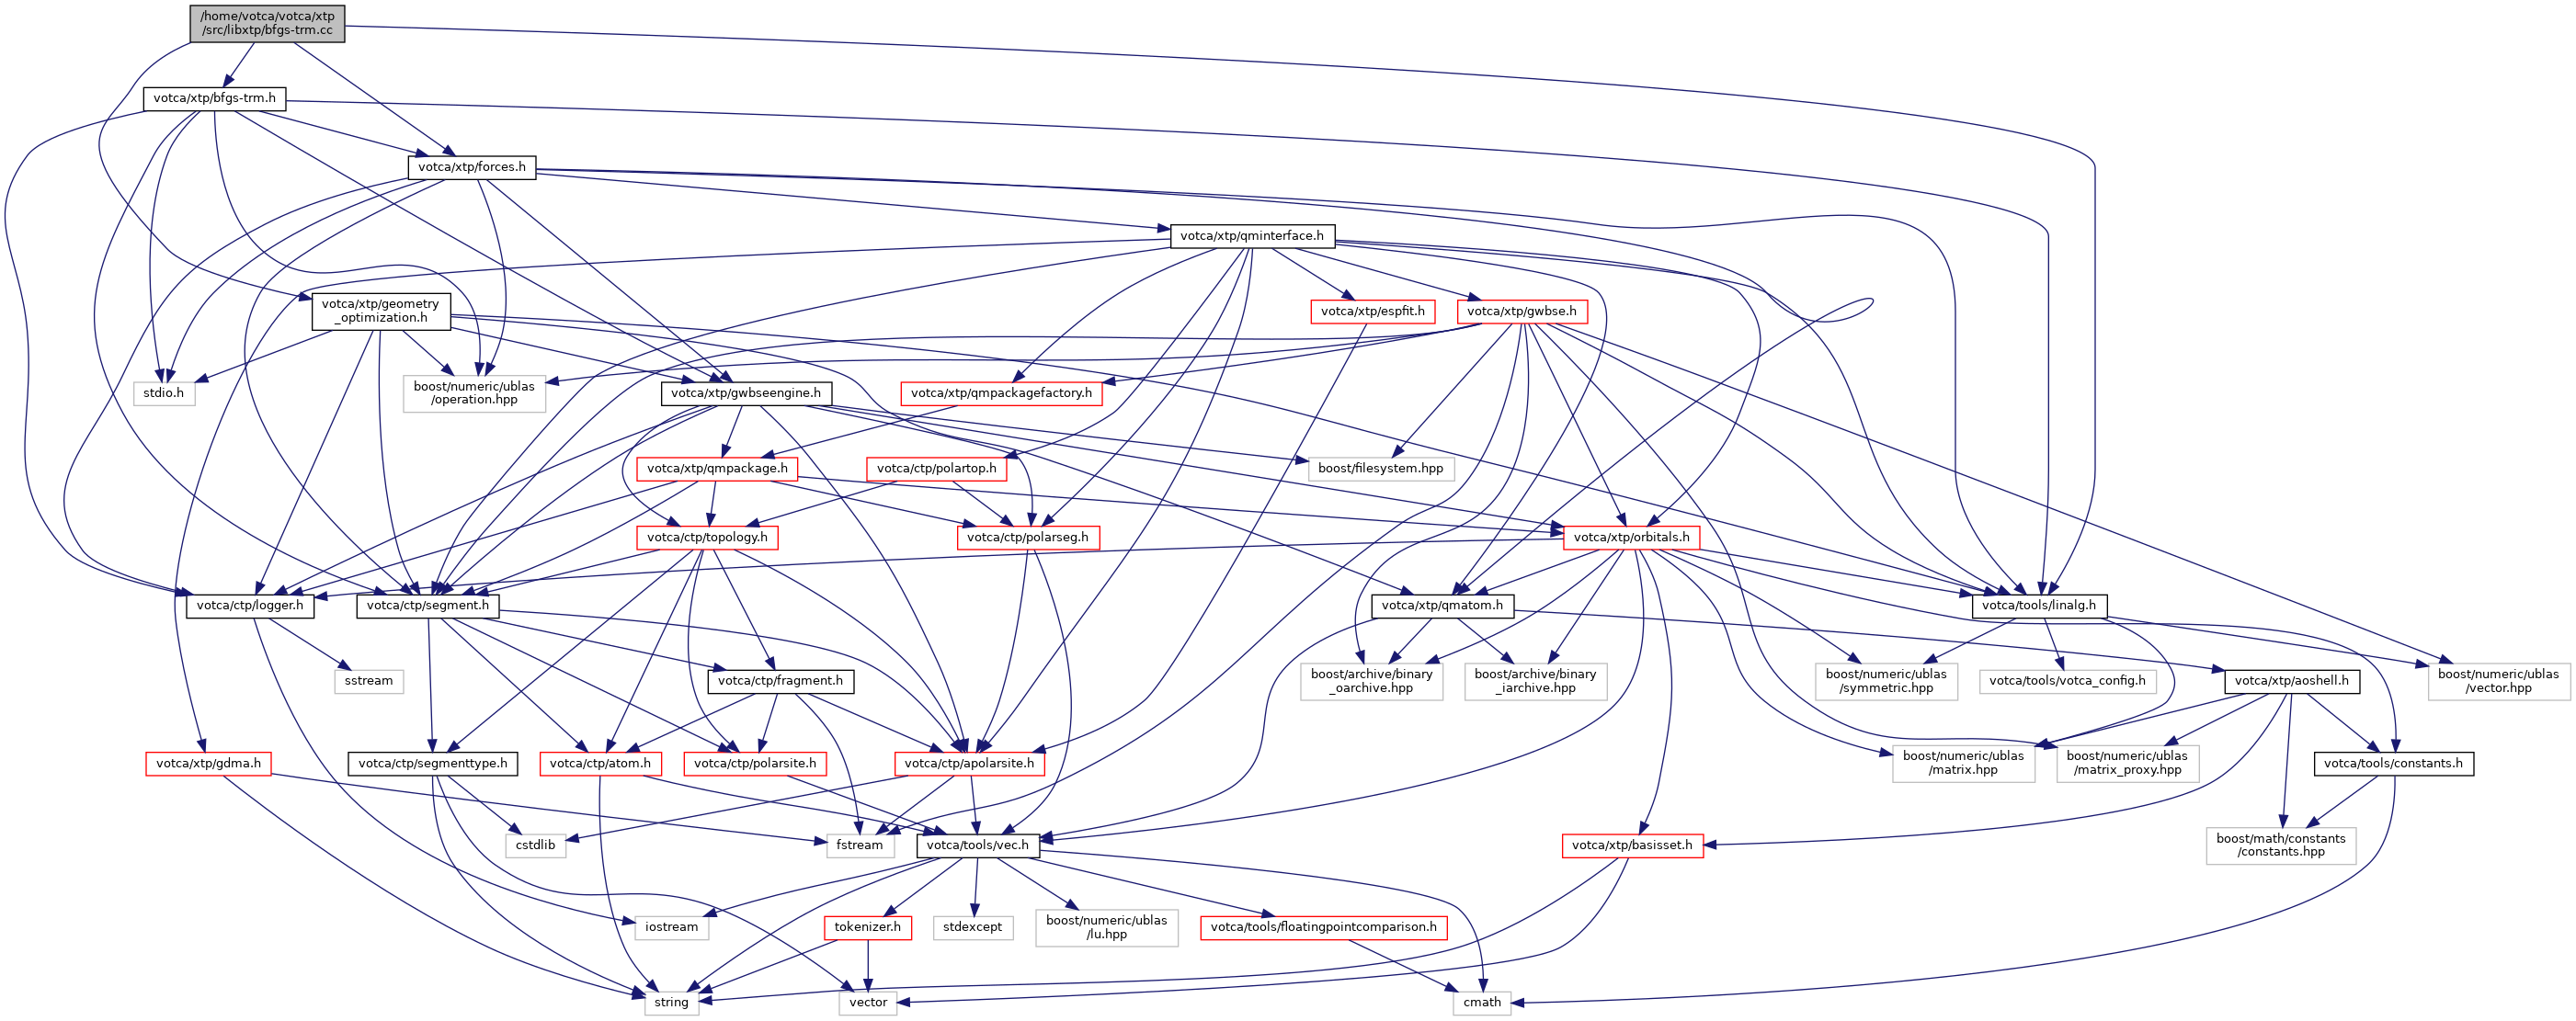 /home/votca/votca/xtp
/src/libxtp/bfgs-trm.cc
votca/xtp/bfgs-trm.h
votca/xtp/forces.h
votca/xtp/qminterface.h
votca/xtp/geometry
_optimization.h
votca/xtp/espfit.h
votca/xtp/gwbse.h
stdio.h
boost/numeric/ublas
/operation.hpp
votca/xtp/gwbseengine.h
votca/xtp/qmpackagefactory.h
votca/xtp/qmpackage.h
votca/ctp/polartop.h
boost/filesystem.hpp
votca/ctp/topology.h
votca/ctp/polarseg.h
votca/xtp/orbitals.h
votca/ctp/logger.h
votca/ctp/segment.h
votca/xtp/qmatom.h
votca/tools/linalg.h
sstream
votca/ctp/fragment.h
boost/archive/binary
_oarchive.hpp
boost/archive/binary
_iarchive.hpp
boost/numeric/ublas
/symmetric.hpp
votca/tools/votca_config.h
votca/xtp/aoshell.h
boost/numeric/ublas
/vector.hpp
votca/xtp/gdma.h
votca/ctp/segmenttype.h
votca/ctp/atom.h
votca/ctp/polarsite.h
votca/ctp/apolarsite.h
boost/numeric/ublas
/matrix.hpp
boost/numeric/ublas
/matrix_proxy.hpp
votca/tools/constants.h
cstdlib
fstream
votca/tools/vec.h
votca/xtp/basisset.h
boost/math/constants
/constants.hpp
iostream
tokenizer.h
stdexcept
boost/numeric/ublas
/lu.hpp
votca/tools/floatingpointcomparison.h
string
vector
cmath